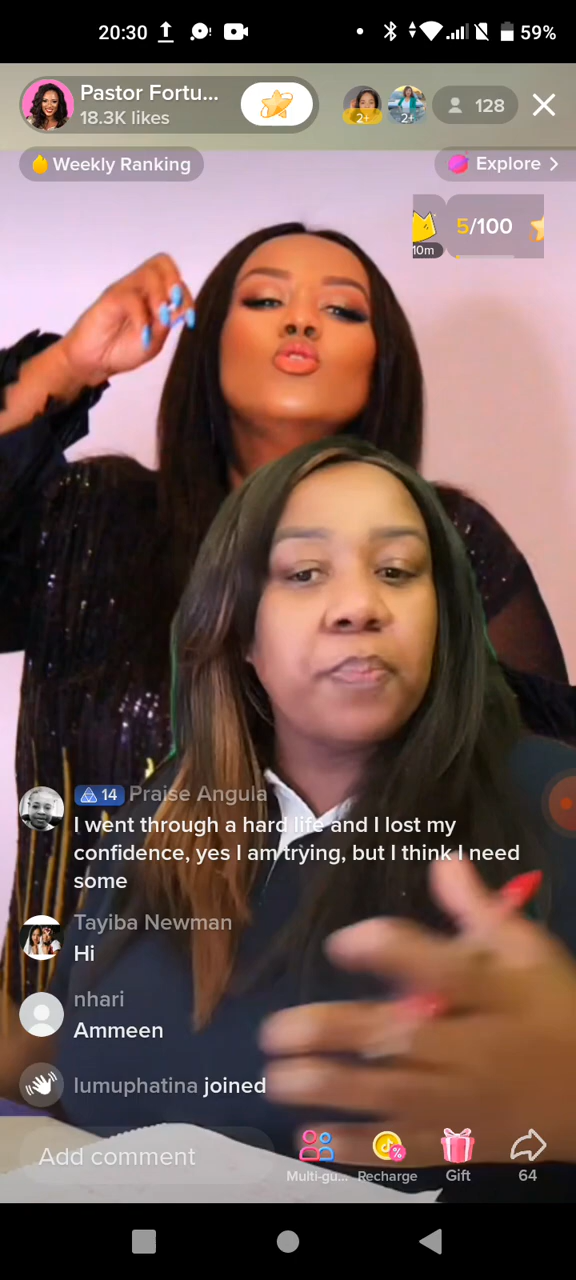 20:30
59%
Pastor Fortu...
18.3K likes
2+
2+
128
Weekly Ranking
Explore >
10m
5/100
14 Praise Angula
I went through a hard life and I lost my
confidence, yes I am trying, but I think I need
some
Tayiba Newman
Hi
nhari
Ammeen
lumuphatina joined
Add comment
Multi-gu...
Recharge
Gift
64